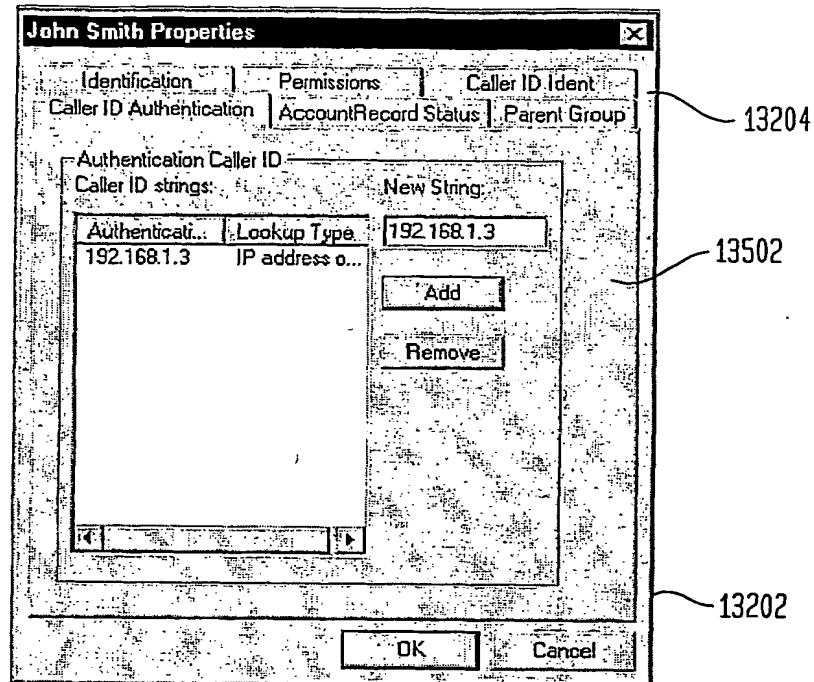 John Smith Properties
Identification Permissions Caller ID Ident
Caller ID Authentication AccountRecord Status Parent Group
13204
Authentication Caller ID
Caller ID strings: New String:
Authenticati... Lookup Type 192.168.1.3
192.168.1.3 IP address o...
13502
Add
Remove
13202
OK Cancel